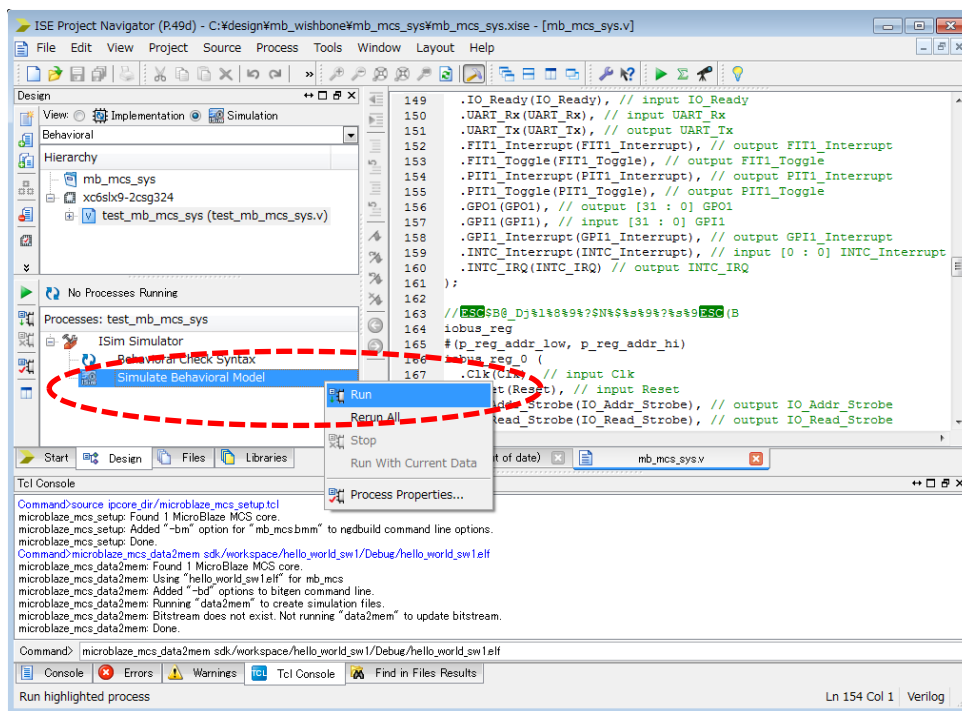 ISE Project Navigator (P.49d) - C:¥design¥mb_wishbone¥mb_mcs_sys¥mb_mcs_sys.xise - [mb_mcs_sys.v]
File Edit View Project Source Process Tools Window Layout Help
Design
View: Implementation Simulation
Behavioral
Hierarchy
mb_mcs_sys
xc6slx9-2csg324
test_mb_mcs_sys (test_mb_mcs_sys.v)
No Processes Running
Processes: test_mb_mcs_sys
ISim Simulator
Behavioral Check Syntax
Simulate Behavioral Model
149 .IO_Ready(IO_Ready), // input IO_Ready
150 .UART_Rx(UART_Rx), // input UART_Rx
151 .UART_Tx(UART_Tx), // output UART_Tx
152 .FIT1_Interrupt(FIT1_Interrupt), // output FIT1_Interrupt
153 .FIT1_Toggle(FIT1_Toggle), // output FIT1_Toggle
154 .PIT1_Interrupt(PIT1_Interrupt), // output PIT1_Interrupt
155 .PIT1_Toggle(PIT1_Toggle), // output PIT1_Toggle
156 .GPO1(GPO1), // output [31 : 0] GPO1
157 .GPI1(GPI1), // input [31 : 0] GPI1
158 .GPI1_Interrupt(GPI1_Interrupt), // output GPI1_Interrupt
159 .INTC_Interrupt(INTC_Interrupt), // input [0 : 0] INTC_Interrupt
160 .INTC_IRQ(INTC_IRQ) // output INTC_IRQ
161 );
162
163 //ESC$B@_Dj%l%8%9%?$N$%s%9%?%s%9ESC(B
164 iobus_reg
165 #(p_reg_addr_low, p_reg_addr_hi)
166 iobus_reg_0 (
167 .Clk(Clk), // input Clk
et(Reset), // input Reset
Addr_Strobe(IO_Addr_Strobe), // output IO_Addr_Strobe
Read_Strobe(IO_Read_Strobe), // output IO_Read_Strobe
Run
Rerun All
Stop
Run With Current Data
Process Properties...
Start Design Files Libraries
t of date) mb_mcs_sys.v
Tcl Console
Command>source ipcore_dir/microblaze_mcs_setup.tcl
microblaze_mcs_setup: Found 1 MicroBlaze MCS core.
microblaze_mcs_setup: Added "-bm" option for "mb_mcs.bmm" to ngdbuild command line options.
microblaze_mcs_setup: Done.
Command>microblaze_mcs_data2mem sdk/workspace/hello_world_sw1/Debug/hello_world_sw1.elf
microblaze_mcs_data2mem: Found 1 MicroBlaze MCS core.
microblaze_mcs_data2mem: Using "hello_world_sw1.elf" for mb_mcs
microblaze_mcs_data2mem: Added "-bd" options to bitgen command line.
microblaze_mcs_data2mem: Running "data2mem" to create simulation files.
microblaze_mcs_data2mem: Bitstream does not exist. Not running "data2mem" to update bitstream.
microblaze_mcs_data2mem: Done.
Command> microblaze_mcs_data2mem sdk/workspace/hello_world_sw1/Debug/hello_world_sw1.elf
Console Errors Warnings Tcl Console Find in Files Results
Run highlighted process
Ln 154 Col 1 Verilog